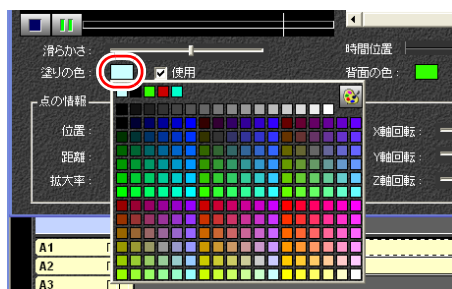 滑らかさ： 時間位置
塗りの色： 使用 背面の色：
点の情報
位置： X軸回転：
距離 Y軸回転：
拡大率： Z軸回転：
A1
A2
A3